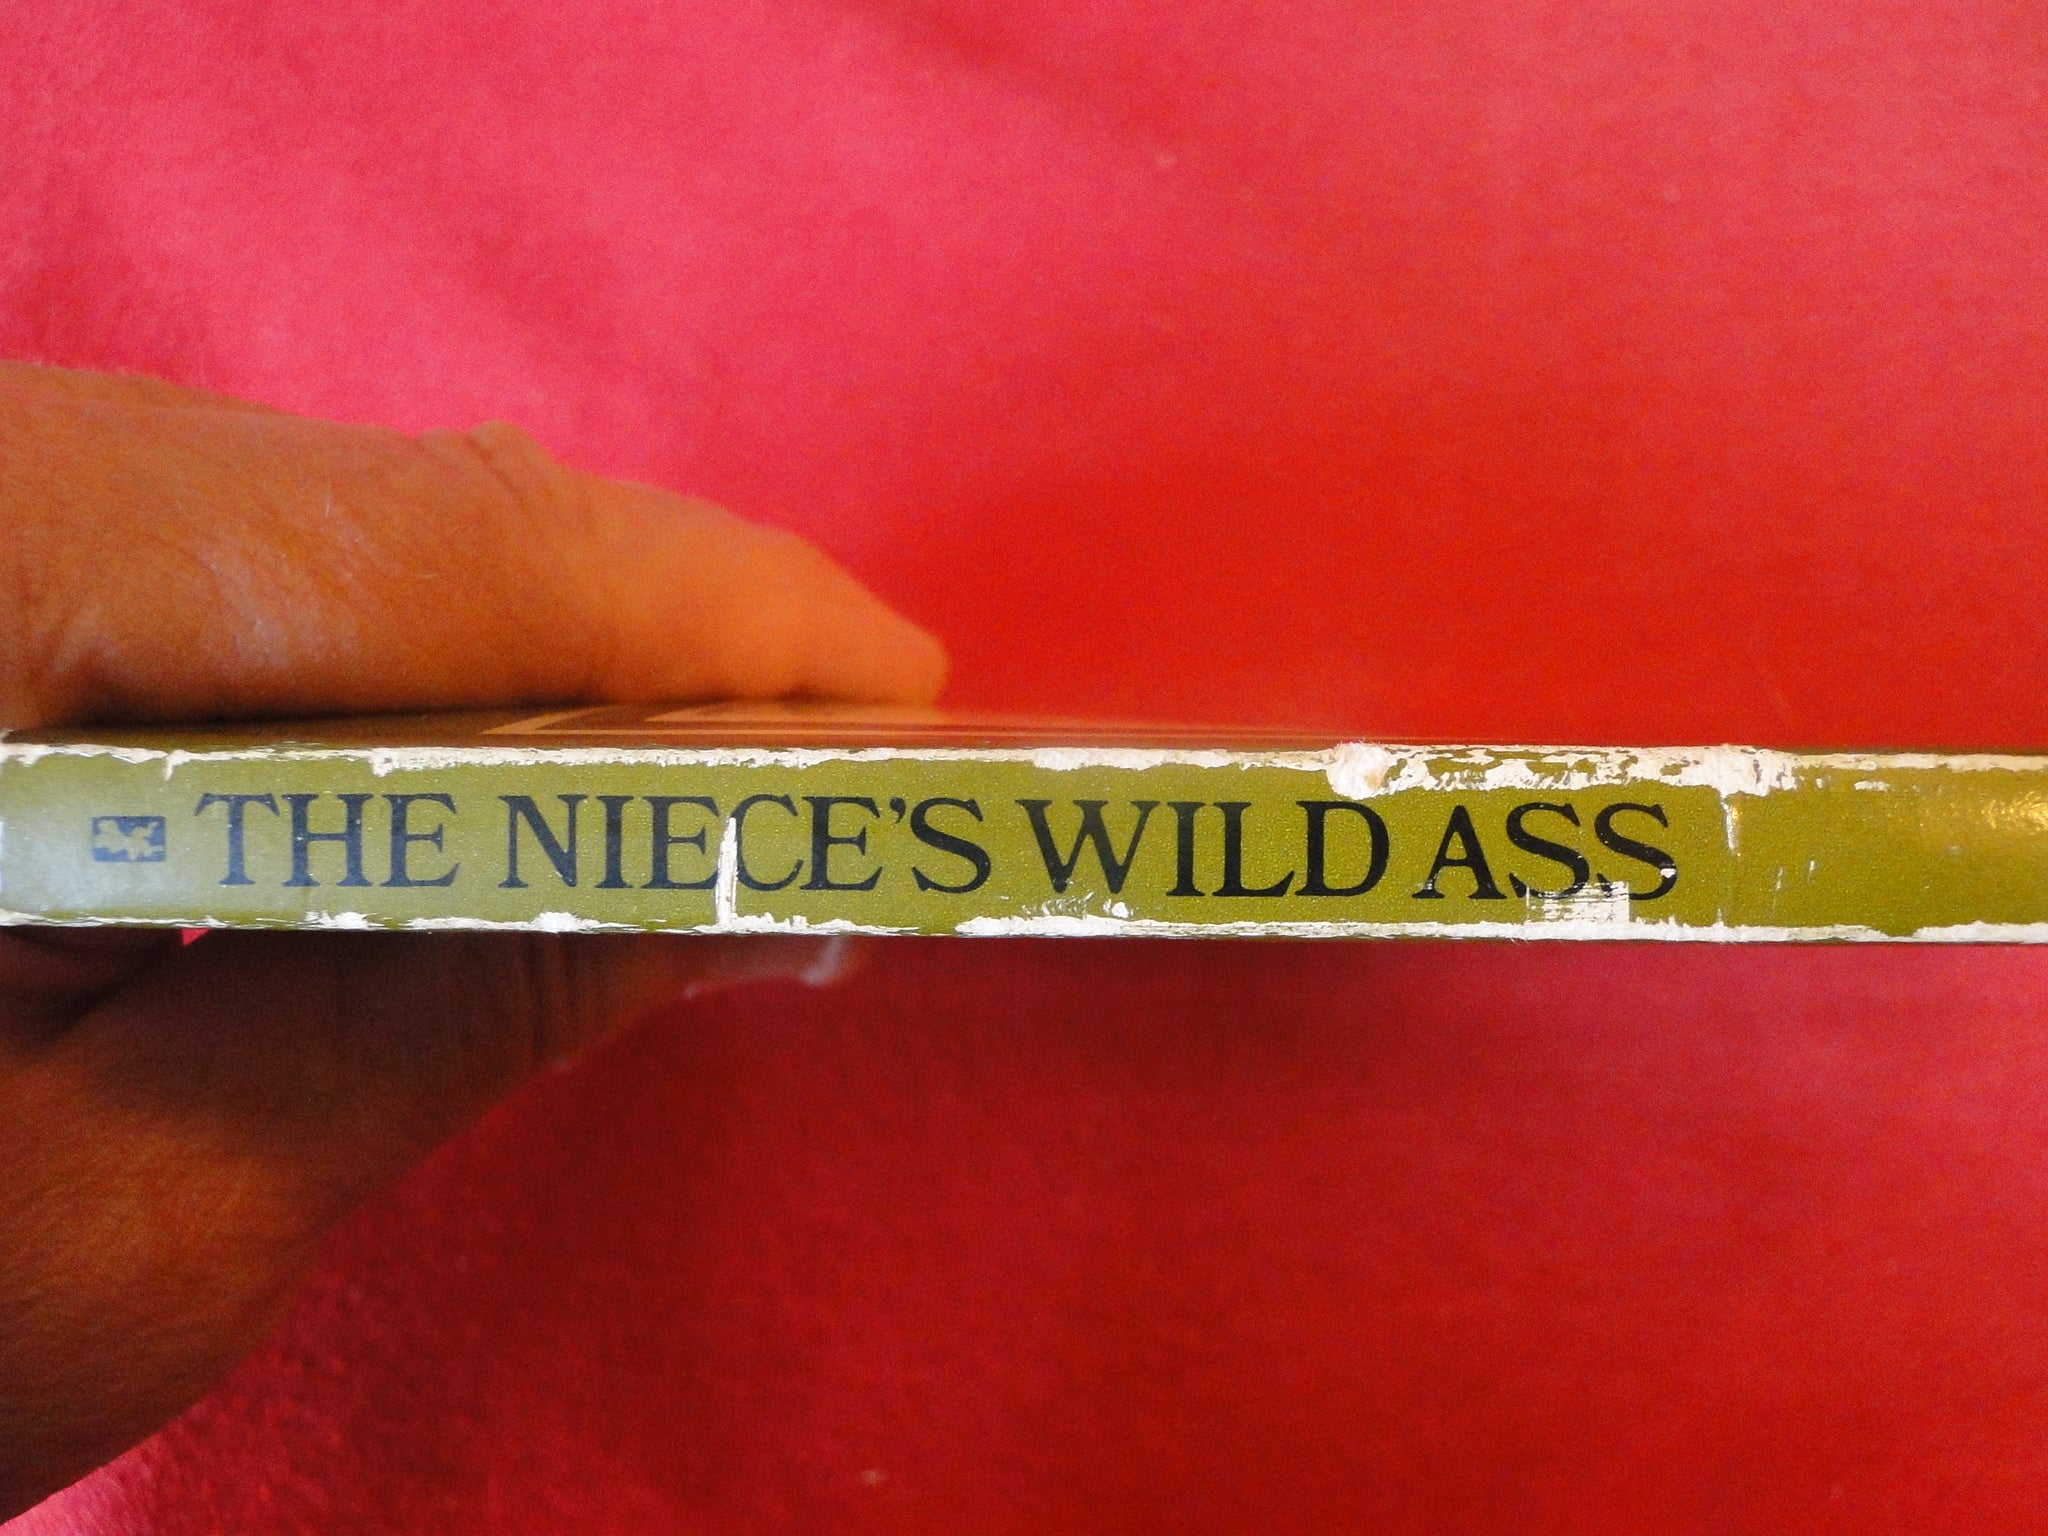 THE NIECE'S WILD ASS